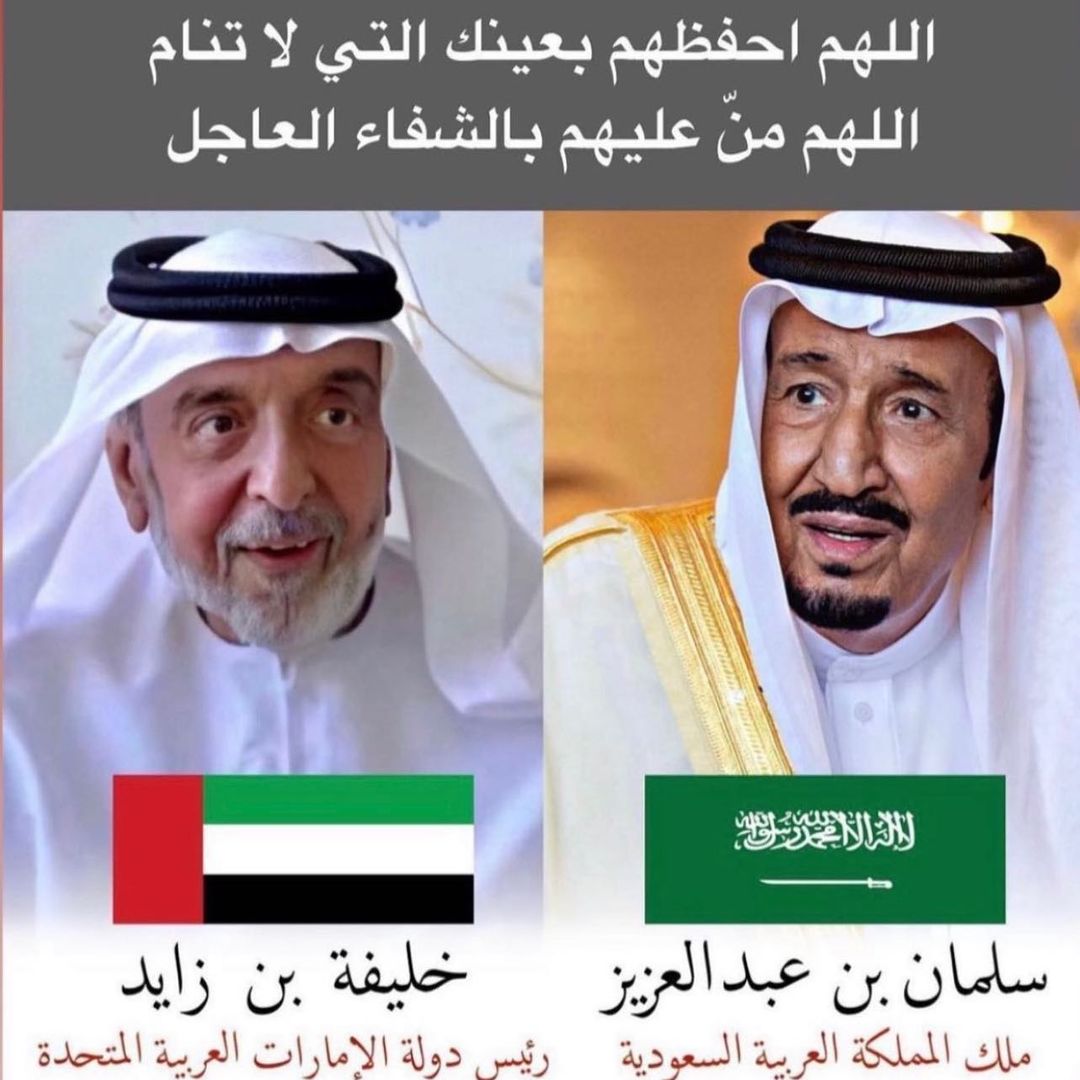 اللهم احفظهم بعينك التي لا تنام
اللهم منّ عليهم بالشفاء العاجل
لا إله إلا الله محمد رسول الله
سلمان بن عبدالعزيز
ملك المملكة العربية السعودية
خليفة بن زايد
رئيس دولة الإمارات العربية المتحدة